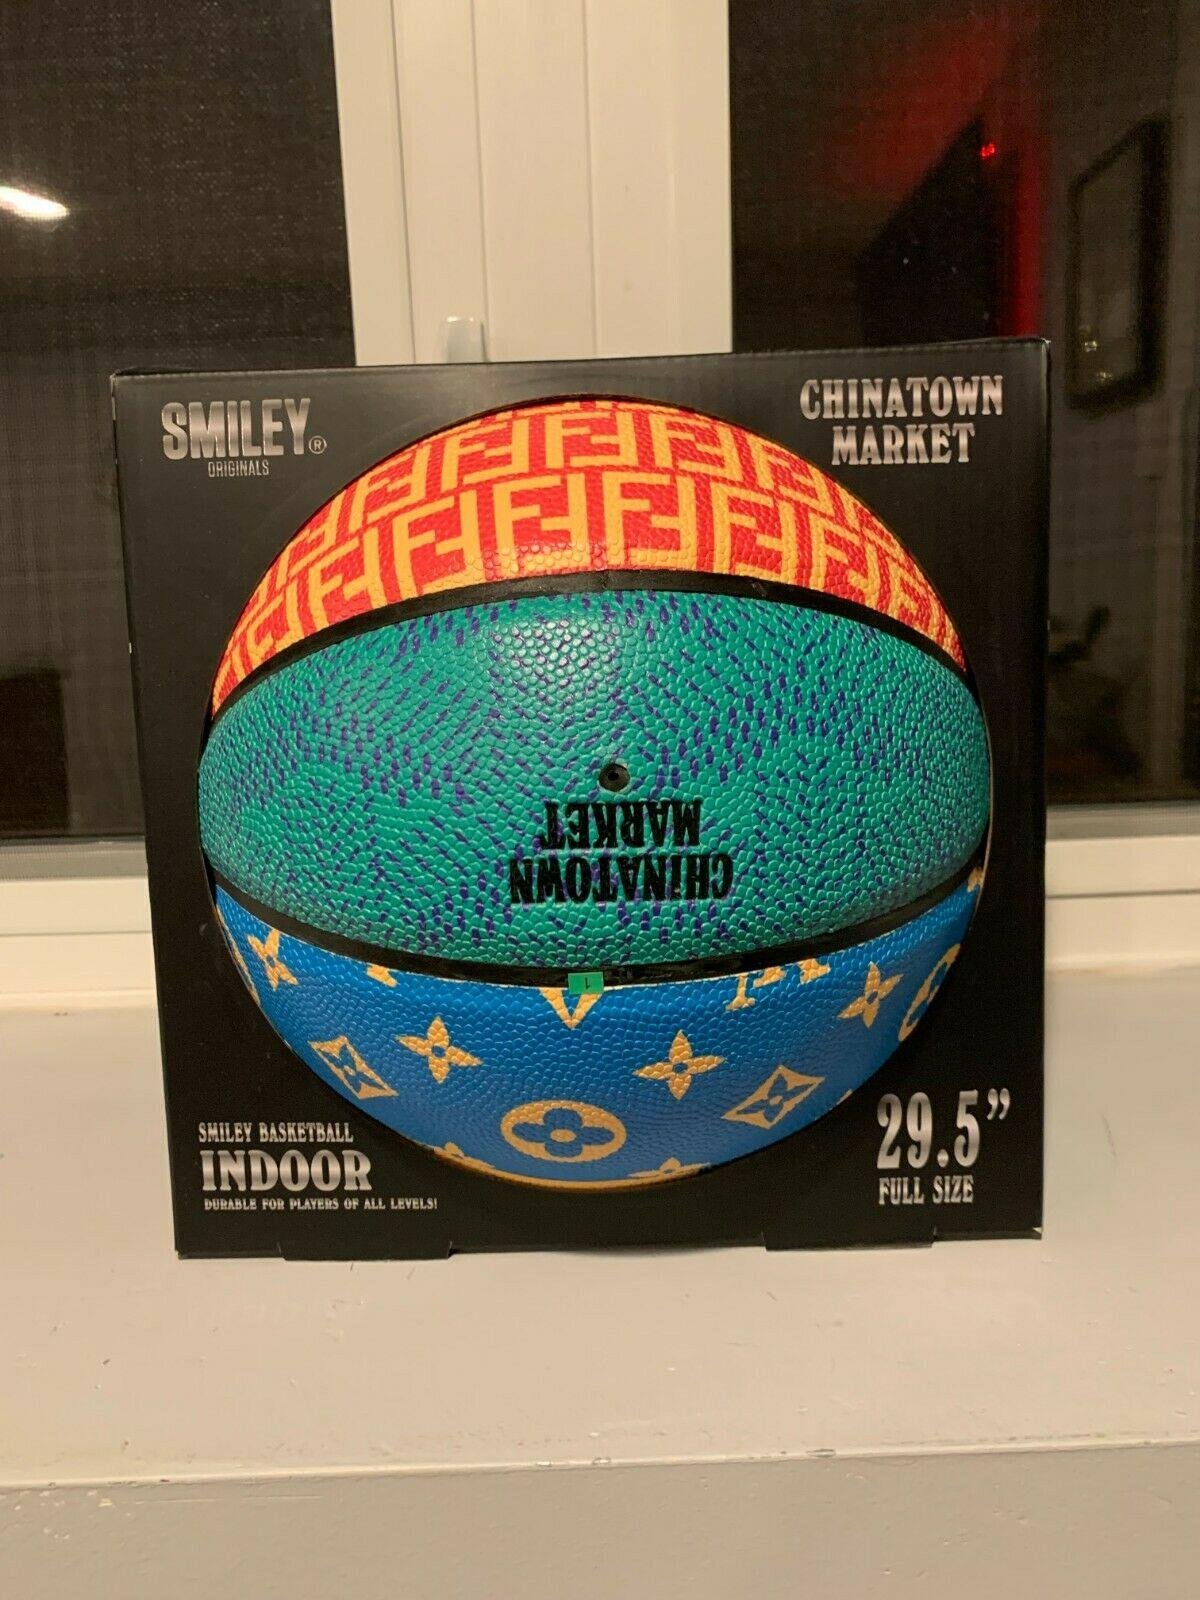 SMILEY®
ORIGINALS
CHINATOWN
MARKET
CHINATOWN
MARKET
1
SMILEY BASKETBALL
INDOOR
DURABLE FOR PLAYERS OF ALL LEVELS!
29.5”
FULL SIZE